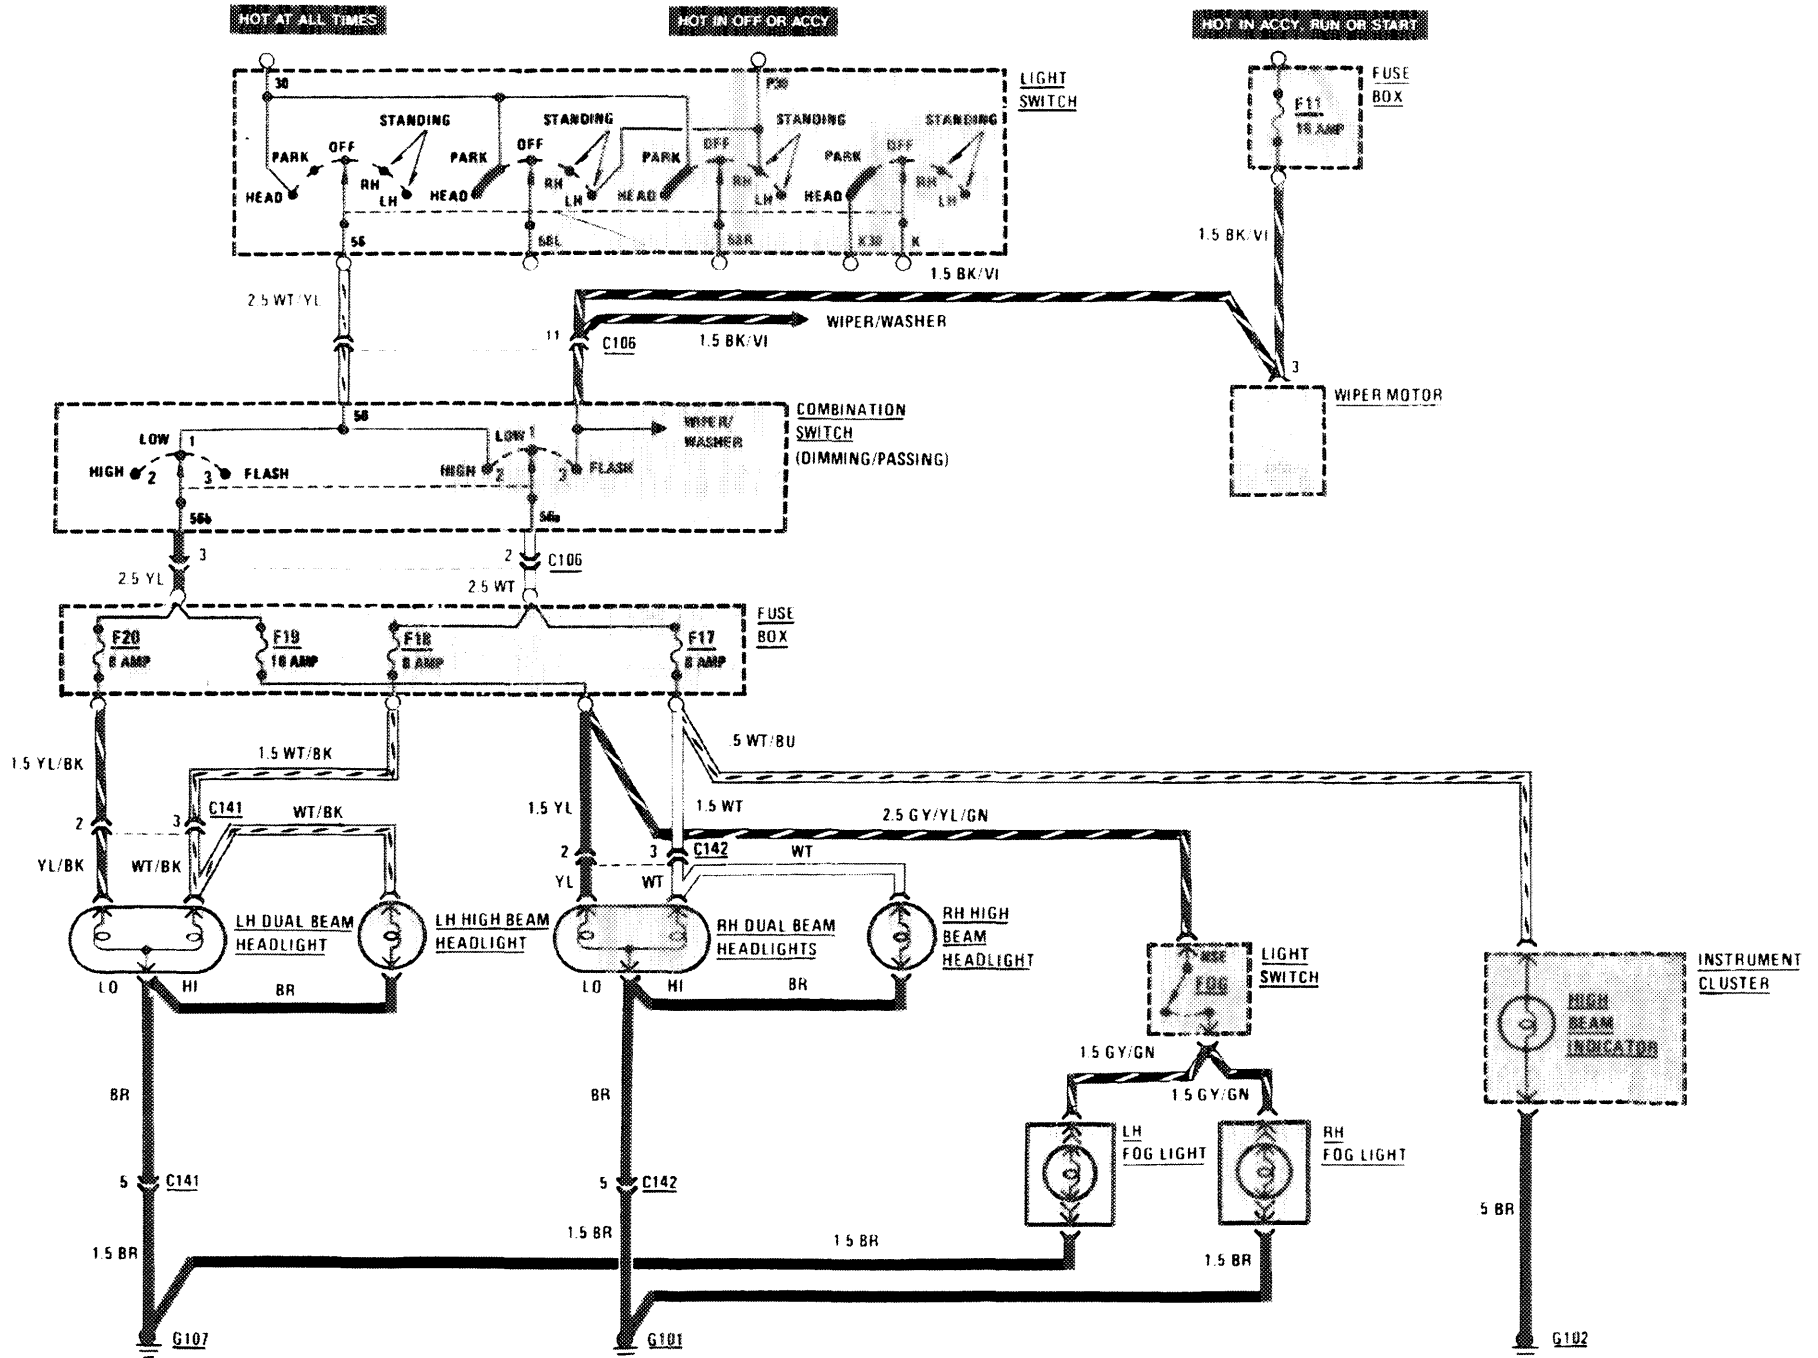 HOT AT ALL TIMES
HOT IN OFF OR ACCY
HOT IN ACCY RUN OR START
30
P30
LIGHT
SWITCH
FUSE
BOX
F11
STANDING
STANDING
STANDING
STANDING
PARK
OFF
RH
LH
HEAD
PARK
OFF
RH
LH
HEAD
PARK
OFF
RH
LH
HEAD
PARK
OFF
RH
LH
HEAD
56
58L
58R
X30
K
1.5 BK/VI
1.5 BK/VI
2.5 WT/YL
11
C106
1.5 BK/VI
WIPER/WASHER
3
WIPER MOTOR
56
COMBINATION
SWITCH
(DIMMING/PASSING)
WIPER/
WASHER
LOW
1
HIGH
2
3
FLASH
LOW
1
HIGH
2
3
FLASH
56b
56a
3
2
C106
2.5 YL
2.5 WT
FUSE
BOX
F20
8 AMP
F19
F18
8 AMP
F17
8 AMP
1.5 YL/BK
1.5 WT/BK
.5 WT/BU
1.5 YL
1.5 WT
2.5 GY/YL/GN
2
3
C141
WT/BK
YL/BK
WT/BK
2
3
C142
WT
YL
WT
LH DUAL BEAM
HEADLIGHT
LH HIGH BEAM
HEADLIGHT
RH DUAL BEAM
HEADLIGHTS
RH HIGH
BEAM
HEADLIGHT
LO
HI
BR
LO
HI
BR
NSE
FOG
LIGHT
SWITCH
INSTRUMENT
CLUSTER
HIGH
BEAM
INDICATOR
1.5 GY/GN
1.5 GY/GN
BR
BR
LH
FOG LIGHT
RH
FOG LIGHT
5
C141
5
C142
1.5 BR
1.5 BR
1.5 BR
1.5 BR
5 BR
G107
G101
G102